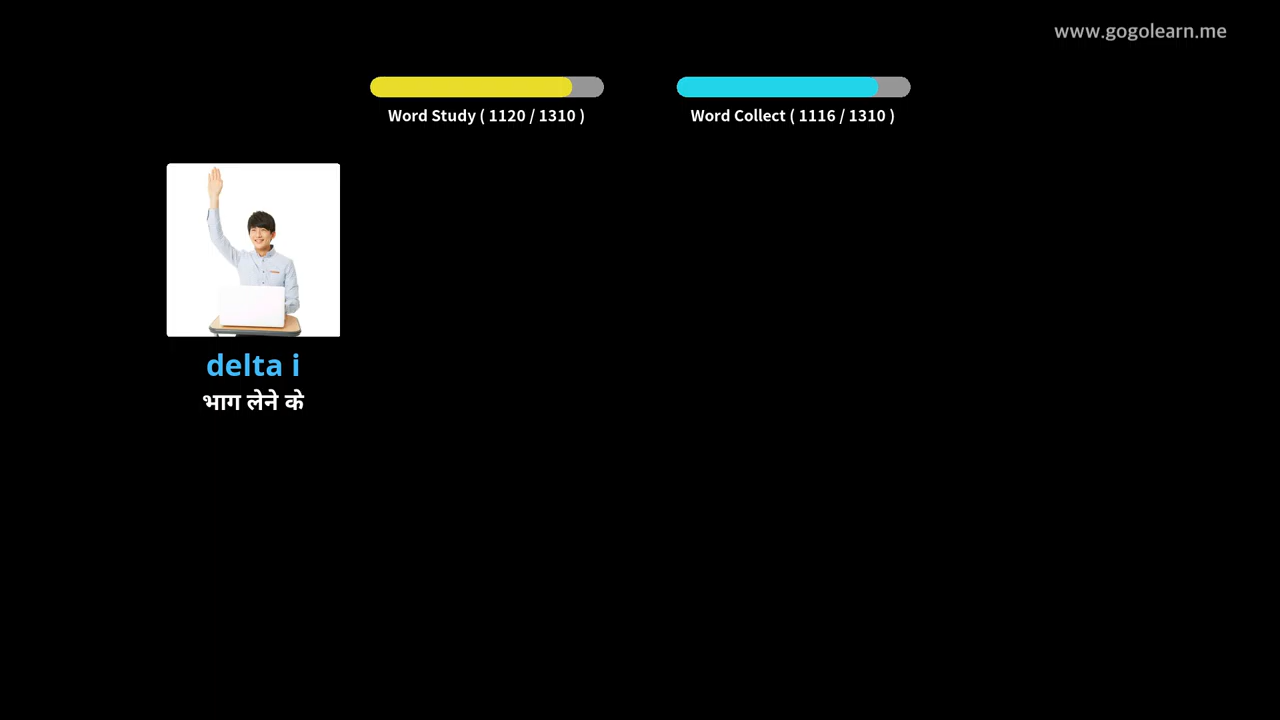 www.gogolearn.me
Word Study ( 1120 / 1310 )
Word Collect ( 1116 / 1310 )
delta i
भाग लेने के